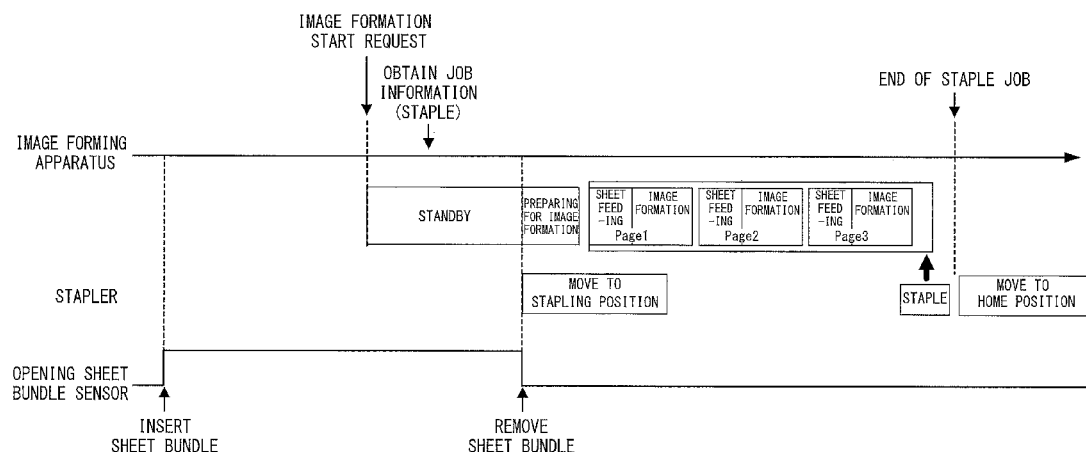 IMAGE FORMATION
START REQUEST
OBTAIN JOB
INFORMATION
(STAPLE)
END OF STAPLE JOB
IMAGE FORMING
APPARATUS
STANDBY
PREPARING
FOR IMAGE
FORMATION
SHEET
FEED
-ING
IMAGE
FORMATION
Page1
SHEET
FEED
-ING
IMAGE
FORMATION
Page2
SHEET
FEED
-ING
IMAGE
FORMATION
Page3
STAPLER
MOVE TO
STAPLING POSITION
STAPLE
MOVE TO
HOME POSITION
OPENING SHEET
BUNDLE SENSOR
INSERT
SHEET BUNDLE
REMOVE
SHEET BUNDLE